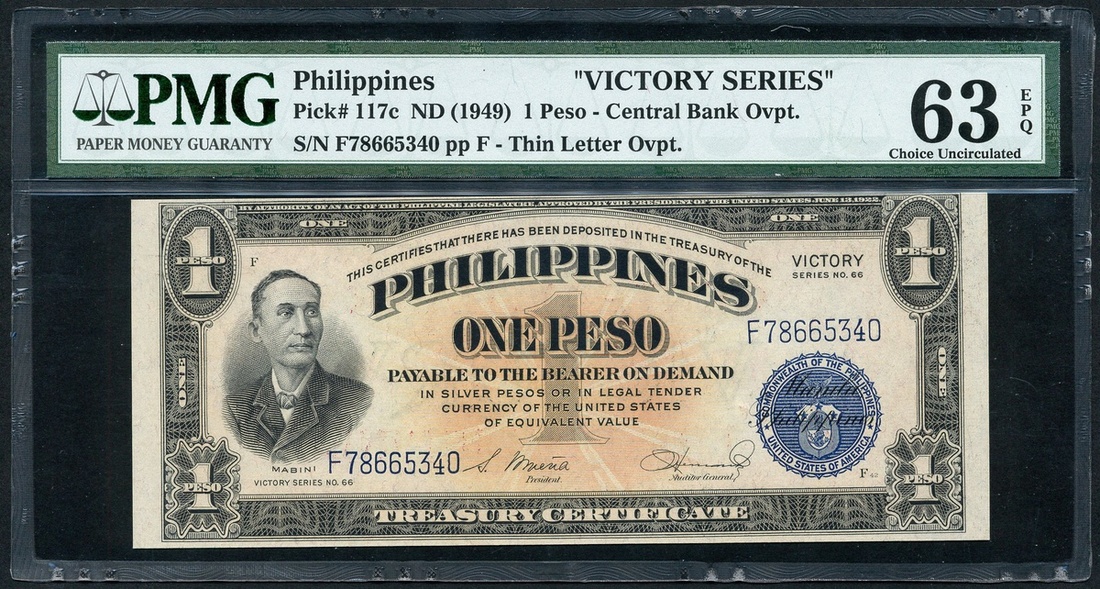 PMG
PAPER MONEY GUARANTY
Philippines "VICTORY SERIES"
Pick# 117c ND (1949) 1 Peso - Central Bank Ovpt.
S/N F78665340 pp F - Thin Letter Ovpt.
63
EPQ
Choice Uncirculated
BY AUTHORITY OF AN ACT OF THE PHILIPPINE LEGISLATURE, APPROVED BY THE PRESIDENT OF THE UNITED STATES, JUNE 13, 1922
ONE ONE
1 PESO
1 PESO
F
THIS CERTIFIES THAT THERE HAS BEEN DEPOSITED IN THE TREASURY OF THE
PHILIPPINES
VICTORY
SERIES NO. 66
ONE PESO
1
F78665340
PAYABLE TO THE BEARER ON DEMAND
IN SILVER PESOS OR IN LEGAL TENDER
CURRENCY OF THE UNITED STATES
OF EQUIVALENT VALUE
ONE
ONE
COMMONWEALTH OF THE PHILIPPINES
UNITED STATES OF AMERICA
MABINI
VICTORY SERIES NO. 66
F78665340
President.
Auditor General.
F 42
1 PESO
1 PESO
TREASURY CERTIFICATE